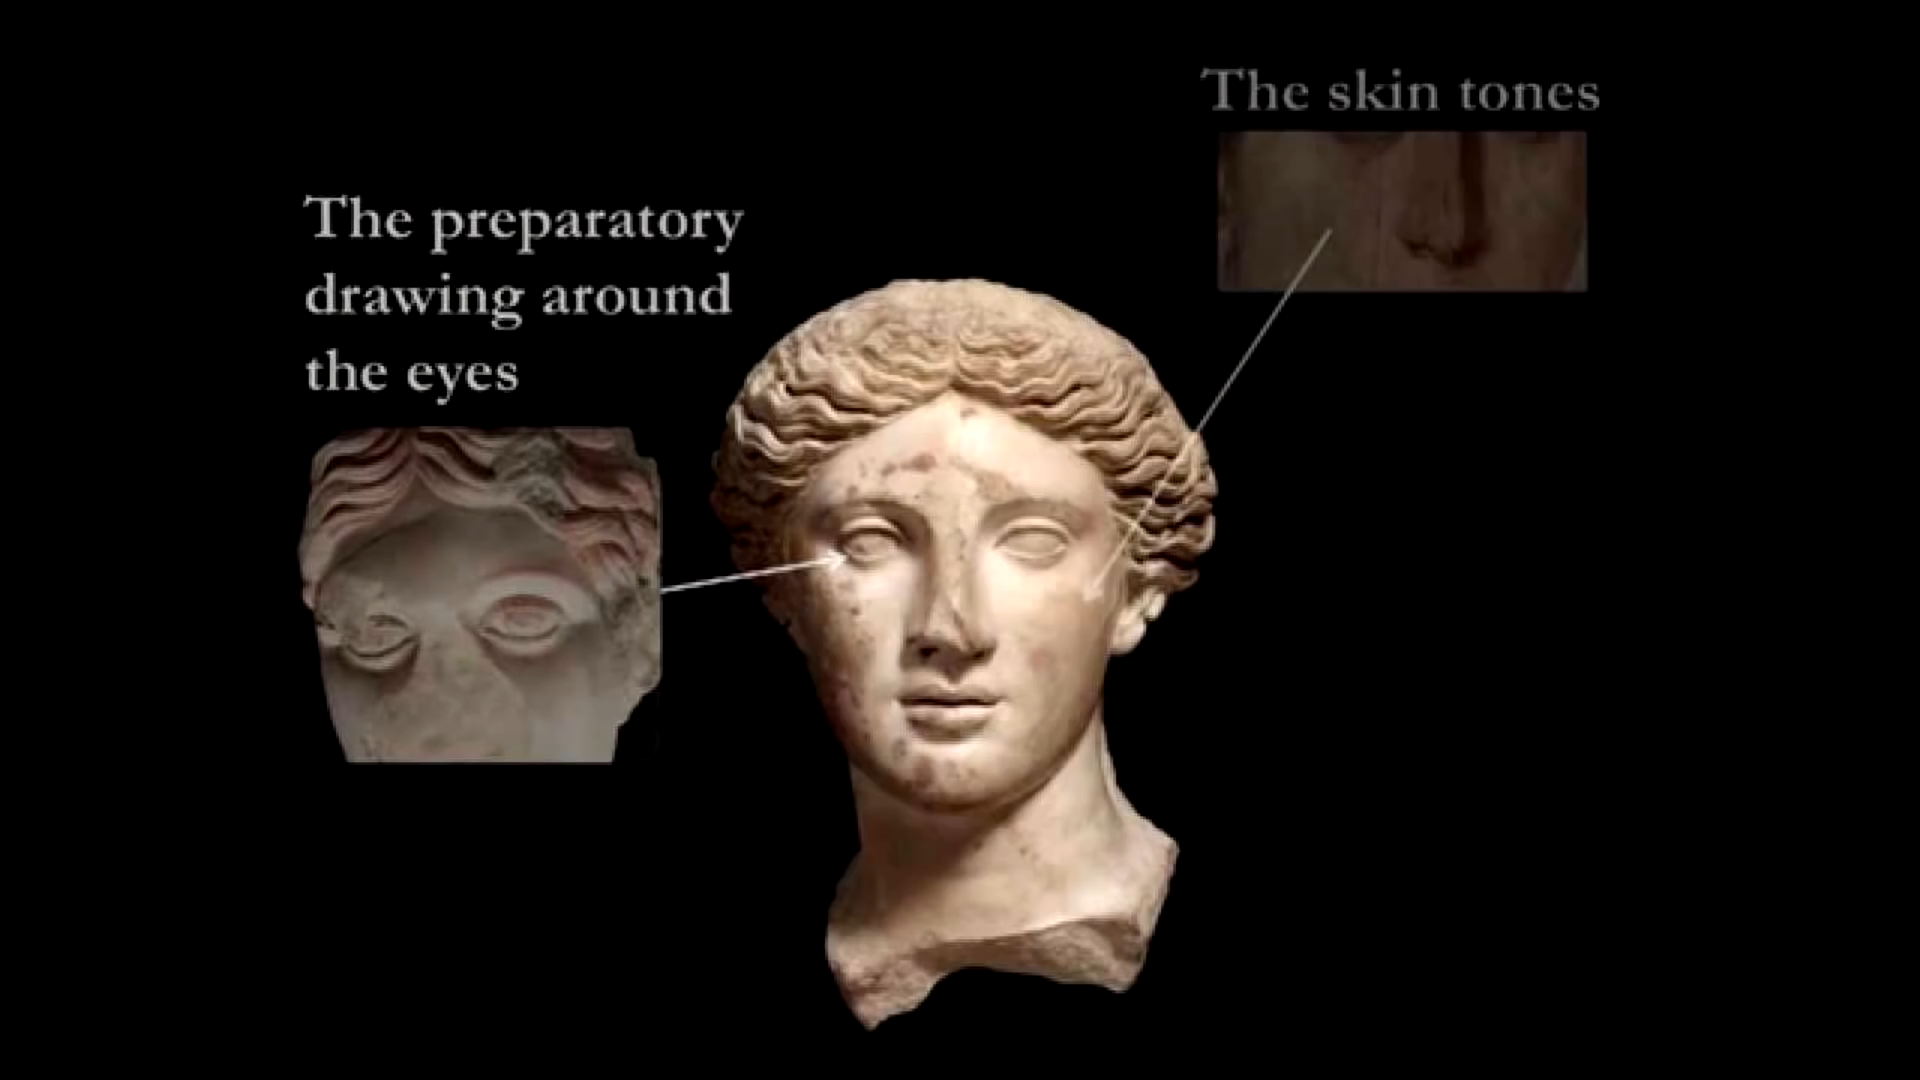 The skin tones
The preparatory
drawing around
the eyes